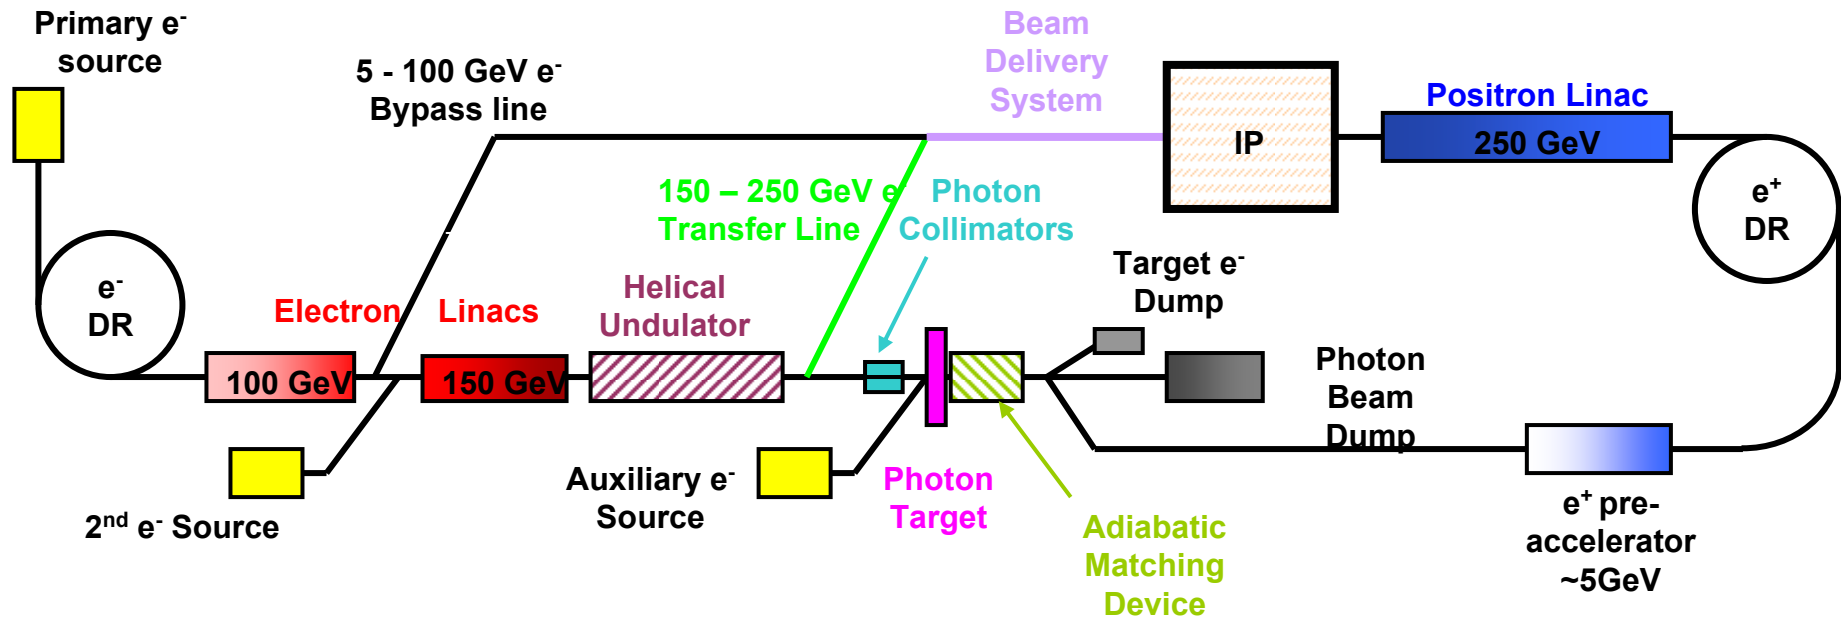 Primary e-
source
5 - 100 GeV e-
Bypass line
Beam
Delivery
System
Positron Linac
250 GeV
IP
e+
DR
150 – 250 GeV e-
Transfer Line
Photon
Collimators
Target e-
Dump
e-
DR
Electron Linacs
Helical
Undulator
100 GeV
150 GeV
Photon
Beam
Dump
2nd e- Source
Auxiliary e-
Source
Photon
Target
Adiabatic
Matching
Device
e+ pre-
accelerator
~5GeV